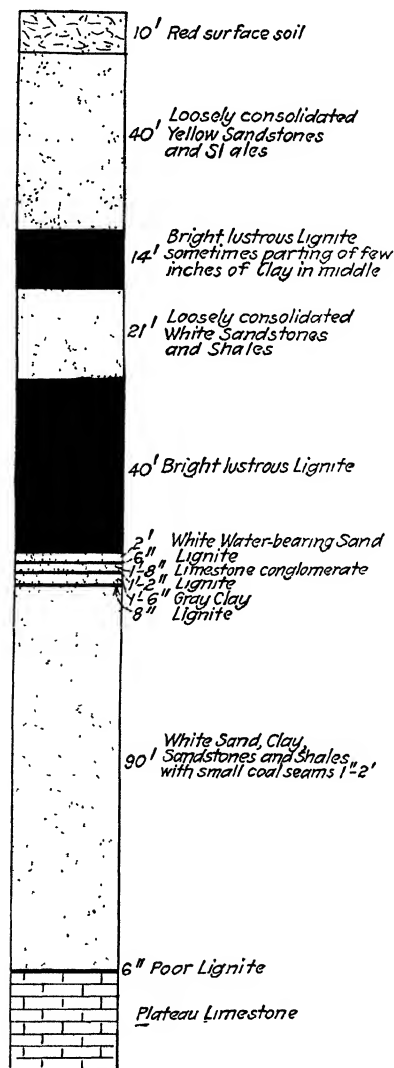 10' Red surface soil
Loosely consolidated
40' Yellow Sandstones
and Sl ales
Bright lustrous Lignite
14' sometimes parting of few
inches of Clay in middle
21' Loosely consolidated
White Sandstones
and Shales
40' Bright lustrous Lignite
2' White Water-bearing Sand
6" Lignite
1'-8" Limestone conglomerate
1'-2" Lignite
1'-6" Gray Clay
8" Lignite
White Sand, Clay,
90' Sandstones and Shales
with small coal seams 1"-2'
6" Poor Lignite
Plateau Limestone